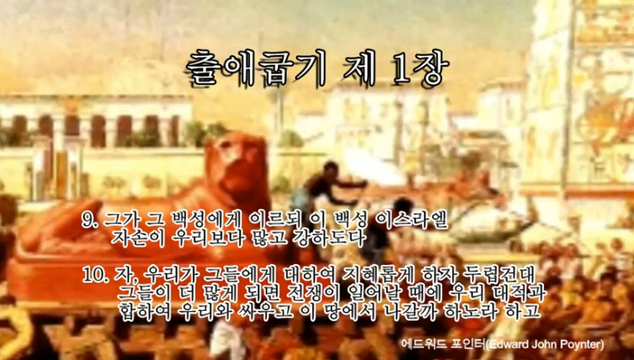 출애굽기 제 1장
9. 그가 그 백성에게 이르되 이 백성 이스라엘
자손이 우리보다 많고 강하도다
10. 자, 우리가 그들에게 대하여 지혜롭게 하자 두렵건대
그들이 더 많게 되면 전쟁이 일어날 때에 우리 대적과
합하여 우리와 싸우고 이 땅에서 나갈까 하노라 하고
에드워드 포인터(Edward John Poynter)